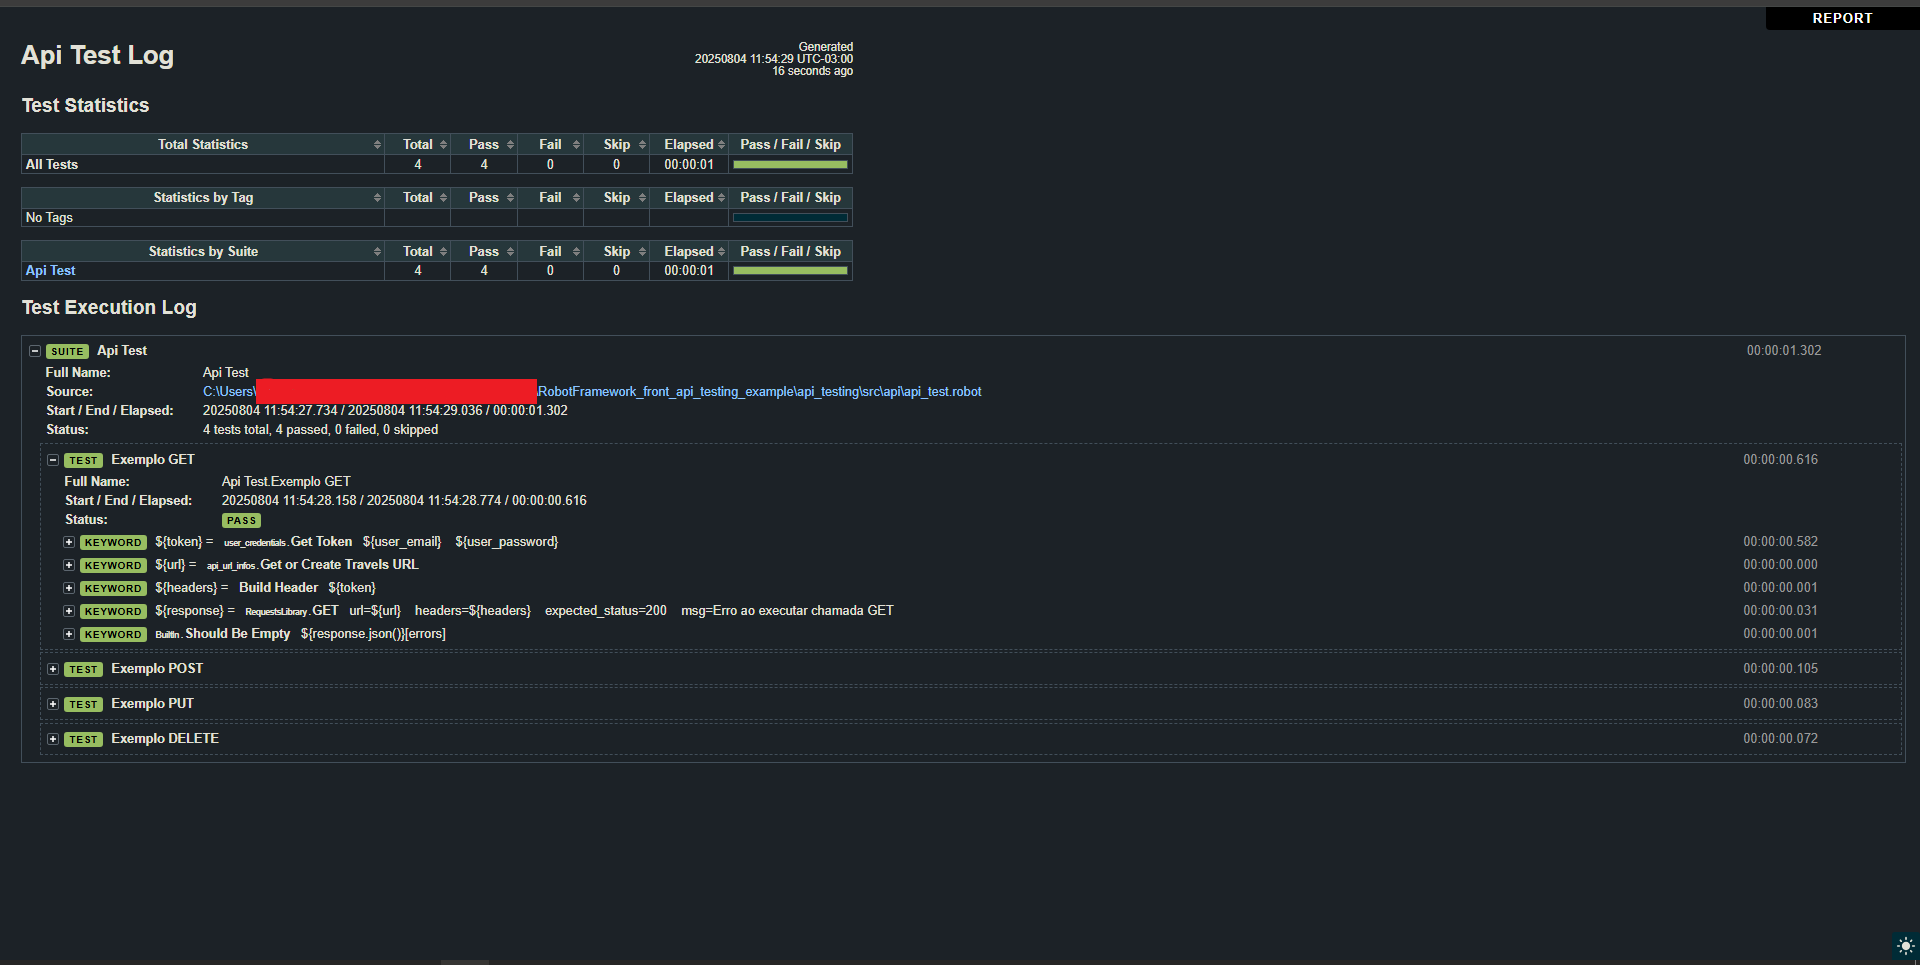 REPORT
Api Test Log
Generated
20250804 11:54:29 UTC-03:00
16 seconds ago
Test Statistics
Total Statistics Total Pass Fail Skip Elapsed Pass / Fail / Skip
All Tests 4 4 0 0 00:00:01
Statistics by Tag Total Pass Fail Skip Elapsed Pass / Fail / Skip
No Tags
Statistics by Suite Total Pass Fail Skip Elapsed Pass / Fail / Skip
Api Test 4 4 0 0 00:00:01
Test Execution Log
SUITE Api Test 00:00:01.302
Full Name: Api Test
Source: C:\Users\ \RobotFramework_front_api_testing_example\api_testing\src\api\api_test.robot
Start / End / Elapsed: 20250804 11:54:27.734 / 20250804 11:54:29.036 / 00:00:01.302
Status: 4 tests total, 4 passed, 0 failed, 0 skipped
TEST Exemplo GET 00:00:00.616
Full Name: Api Test.Exemplo GET
Start / End / Elapsed: 20250804 11:54:28.158 / 20250804 11:54:28.774 / 00:00:00.616
Status: PASS
KEYWORD ${token} = user_credentials.Get Token ${user_email} ${user_password} 00:00:00.582
KEYWORD ${url} = api_url_infos.Get or Create Travels URL 00:00:00.000
KEYWORD ${headers} = Build Header ${token} 00:00:00.001
KEYWORD ${response} = RequestsLibrary.GET url=${url} headers=${headers} expected_status=200 msg=Erro ao executar chamada GET 00:00:00.031
KEYWORD BuiltIn.Should Be Empty ${response.json()}[errors] 00:00:00.001
TEST Exemplo POST 00:00:00.105
TEST Exemplo PUT 00:00:00.083
TEST Exemplo DELETE 00:00:00.072